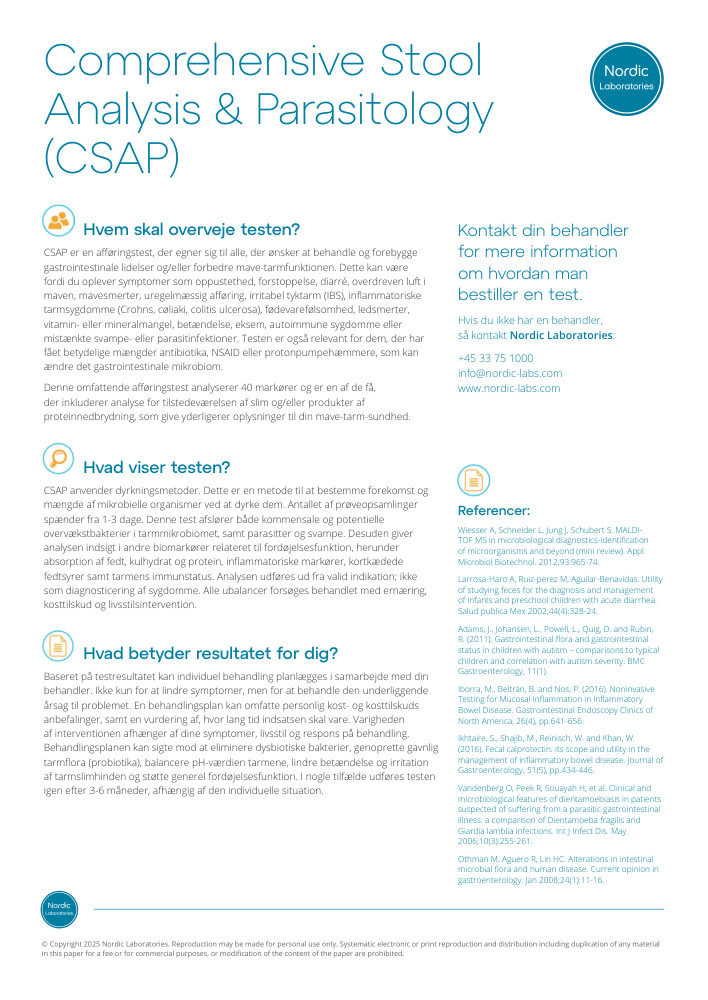 Comprehensive Stool
Analysis & Parasitology
(CSAP)
Nordic
Laboratories
Hvem skal overveje testen?
CSAP er en afføringstest, der egner sig til alle, der ønsker at behandle og forebygge
gastrointestinale lidelser og/eller forbedre mave-tarmfunktionen. Dette kan være
fordi du oplever symptomer som oppustethed, forstoppelse, diarré, overdreven luft i
maven, mavesmerter, uregelmæssig afføring, irritabel tyktarm (IBS), inflammatoriske
tarmsygdomme (Crohns, cøliaki, colitis ulcerosa), fødevarefølsomhed, ledsmerter,
vitamin- eller mineralmangel, betændelse, eksem, autoimmune sygdomme eller
mistænkte svampe- eller parasitinfektioner. Testen er også relevant for dem, der har
fået betydelige mængder antibiotika, NSAID eller protonpumpehæmmere, som kan
ændre det gastrointestinale mikrobiom.
Denne omfattende afføringstest analyserer 40 markører og er en af de få,
der inkluderer analyse for tilstedeværelsen af slim og/eller produkter af
proteinnedbrydning, som give yderligerer oplysninger til din mave-tarm-sundhed.
Hvad viser testen?
CSAP anvender dyrkningsmetoder. Dette er en metode til at bestemme forekomst og
mængde af mikrobielle organismer ved at dyrke dem. Antallet af prøveopsamlinger
spænder fra 1-3 dage. Denne test afslører både kommensale og potentielle
overvækstbakterier i tarmmikrobiomet, samt parasitter og svampe. Desuden giver
analysen indsigt i andre biomarkører relateret til fordøjelsesfunktion, herunder
absorption af fedt, kulhydrat og protein, inflammatoriske markører, kortkædede
fedtsyrer samt tarmens immunstatus. Analysen udføres ud fra valid indikation; ikke
som diagnosticering af sygdomme. Alle ubalancer forsøges behandlet med ernæring,
kosttilskud og livsstilsintervention.
Hvad betyder resultatet for dig?
Baseret på testresultatet kan individuel behandling planlægges i samarbejde med din
behandler. Ikke kun for at lindre symptomer, men for at behandle den underliggende
årsag til problemet. En behandlingsplan kan omfatte personlig kost- og kosttilskuds
anbefalinger, samt en vurdering af, hvor lang tid indsatsen skal vare. Varigheden
af interventionen afhænger af dine symptomer, livsstil og respons på behandling.
Behandlingsplanen kan sigte mod at eliminere dysbiotiske bakterier, genoprette gavnlig
tarmflora (probiotika), balancere pH-værdien tarmene, lindre betændelse og irritation
af tarmslimhinden og støtte generel fordøjelsesfunktion. I nogle tilfælde udføres testen
igen efter 3-6 måneder, afhængig af den individuelle situation.
Kontakt din behandler
for mere information
om hvordan man
bestiller en test.
Hvis du ikke har en behandler,
så kontakt Nordic Laboratories:
+45 33 75 1000
info@nordic-labs.com
www.nordic-labs.com
Referencer:
Wiesser A, Schneider L, Jung J, Schubert S. MALDI-
TOF MS in microbiological diagnostics-identification
of microorganisms and beyond (mini review). Appl
Microbiol Biotechnol. 2012;93:965-74.
Larrosa-Haro A, Ruiz-perez M, Aguilar-Benavidas. Utility
of studying feces for the diagnosis and management
of infants and preschool children with acute diarrhea.
Salud publica Mex 2002;44(4):328-24.
Adams, J., Johansen, L., Powell, L., Quig, D. and Rubin,
R. (2011). Gastrointestinal flora and gastrointestinal
status in children with autism – comparisons to typical
children and correlation with autism severity. BMC
Gastroenterology, 11(1).
Iborra, M., Beltrán, B. and Nos, P. (2016). Noninvasive
Testing for Mucosal Inflammation in Inflammatory
Bowel Disease. Gastrointestinal Endoscopy Clinics of
North America, 26(4), pp.641-656.
Ikhtaire, S., Shajib, M., Reinisch, W. and Khan, W.
(2016). Fecal calprotectin: its scope and utility in the
management of inflammatory bowel disease. Journal of
Gastroenterology, 51(5), pp.434-446.
Vandenberg O, Peek R, Souayah H, et al. Clinical and
microbiological features of dientamoebiasis in patients
suspected of suffering from a parasitic gastrointestinal
illness: a comparison of Dientamoeba fragilis and
Giardia lamblia infections. Int J Infect Dis. May
2006;10(3):255-261.
Othman M, Aguero R, Lin HC. Alterations in intestinal
microbial flora and human disease. Current opinion in
gastroenterology. Jan 2008;24(1):11-16.
Nordic
Laboratories
© Copyright 2025 Nordic Laboratories. Reproduction may be made for personal use only. Systematic electronic or print reproduction and distribution including duplication of any material
in this paper for a fee or for commercial purposes, or modification of the content of the paper are prohibited.